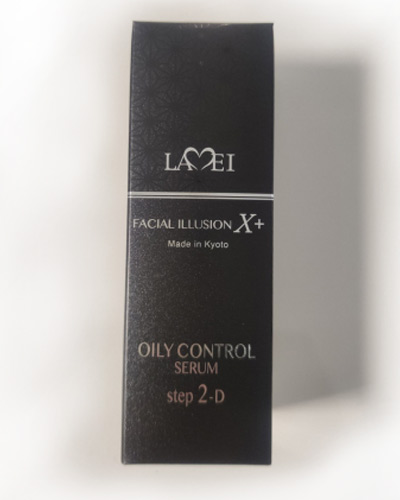 LAMEI
FACIAL ILLUSION X+
Made in Kyoto
OILY CONTROL
SERUM
step 2-D